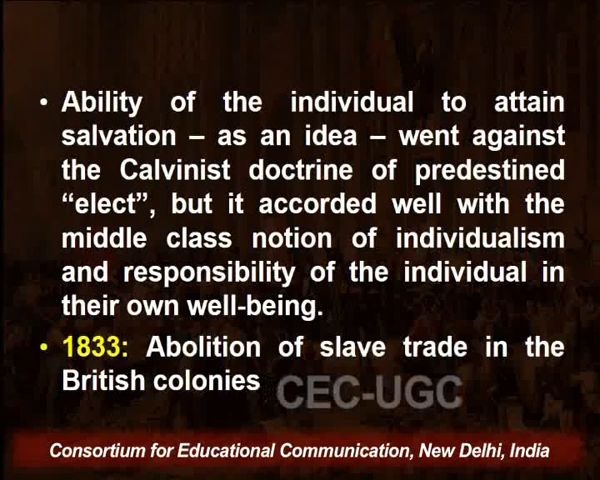 • Ability of the individual to attain
salvation – as an idea – went against
the Calvinist doctrine of predestined
“elect”, but it accorded well with the
middle class notion of individualism
and responsibility of the individual in
their own well-being.
• 1833: Abolition of slave trade in the
British colonies
CEC-UGC
Consortium for Educational Communication, New Delhi, India